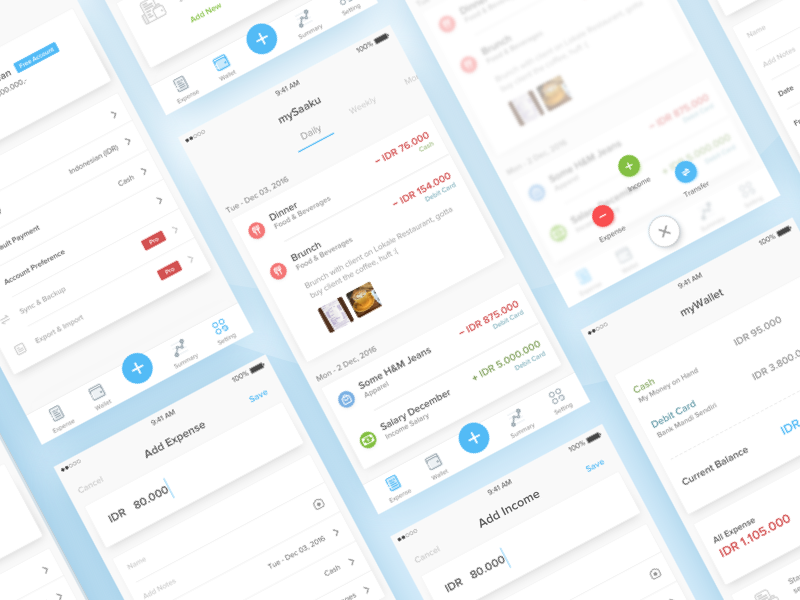 Free Account
000.000,-
Indonesian (IDR)
Cash
Payment
Account Preference
Pro
Sync & Backup
Pro
Export & Import
Expense
Wallet
Summary
Setting
Add New
Expense
Wallet
Summary
Setting
9:41 AM
100%
mySaaku
Daily
Weekly
Tue - Dec 03, 2016
Dinner
Food & Beverages
– IDR 76.000
Cash
Brunch
Food & Beverages
– IDR 154.000
Debit Card
Brunch with client on Lokale Restaurant, gotta
buy client the coffee, huft :(
Mon - 2 Dec, 2016
Some H&M Jeans
Apparel
– IDR 875.000
Debit Card
Salary December
Income Salary
+ IDR 5.000.000
Debit Card
Expense
Wallet
Summary
Setting
Brunch
Food & Beverages
Some H&M Jeans
Apparel
– IDR 875.000
Debit Card
Income
Transfer
Expense
Name
Add Notes
Date
9:41 AM
100%
Add Expense
Cancel
Save
IDR 80.000
Name
Add Notes
Tue - Dec 03, 2016
Cash
9:41 AM
100%
Add Income
Cancel
Save
IDR 80.000
9:41 AM
100%
myWallet
Cash
My Money on Hand
IDR 95.000
Debit Card
Bank Mandi Sendiri
IDR 3.800.0
Current Balance
IDR
All Expense
IDR 1.105.000